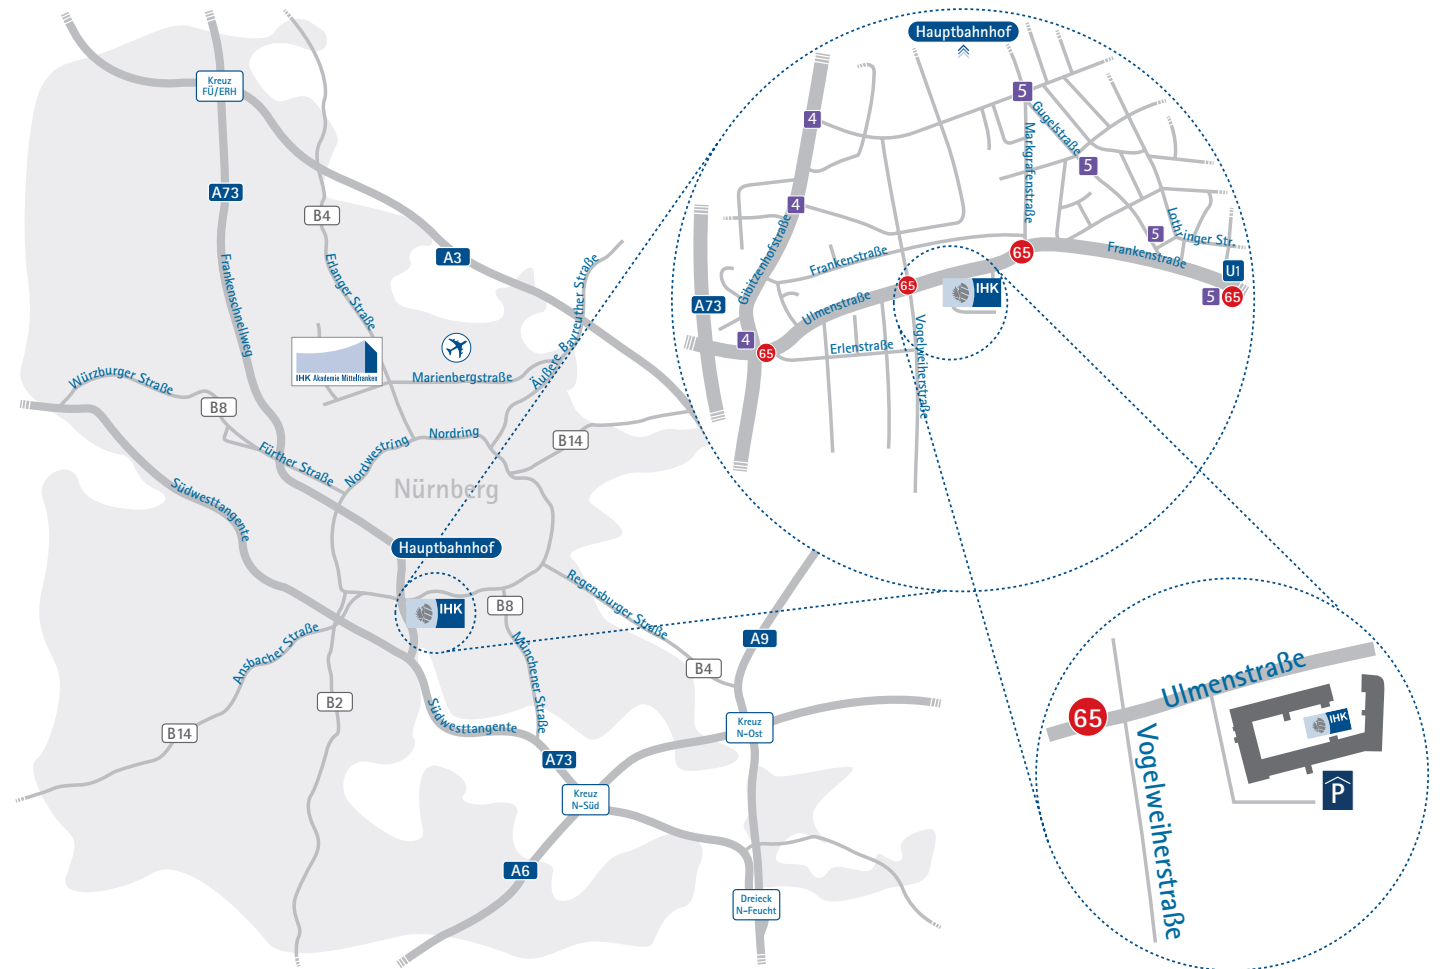 Kreuz
FÜ/ERH
A73
B4
A3
Frankenschnellweg
Erlanger Straße
Äußere Bayreuther Straße
IHK Akademie Mittelfranken
Marienbergstraße
Würzburger Straße
B8
Fürther Straße
Nordwestring
Nordring
B14
Nürnberg
Südwesttangente
Hauptbahnhof
IHK
B8
Regensburger Straße
Münchener Straße
Ansbacher Straße
A9
B4
B2
B14
Südwesttangente
Kreuz
N-Ost
A73
Kreuz
N-Süd
A6
Dreieck
N-Feucht
Hauptbahnhof
5
4
Gugelstraße
Markgrafenstraße
5
4
Gibitzenhofstraße
5
Lothringer Str.
65
Frankenstraße
Frankenstraße
U1
65
IHK
5
65
A73
Ulmenstraße
4
65
Erlenstraße
Vogelweiherstraße
Ulmenstraße
65
IHK
Vogelweiherstraße
P